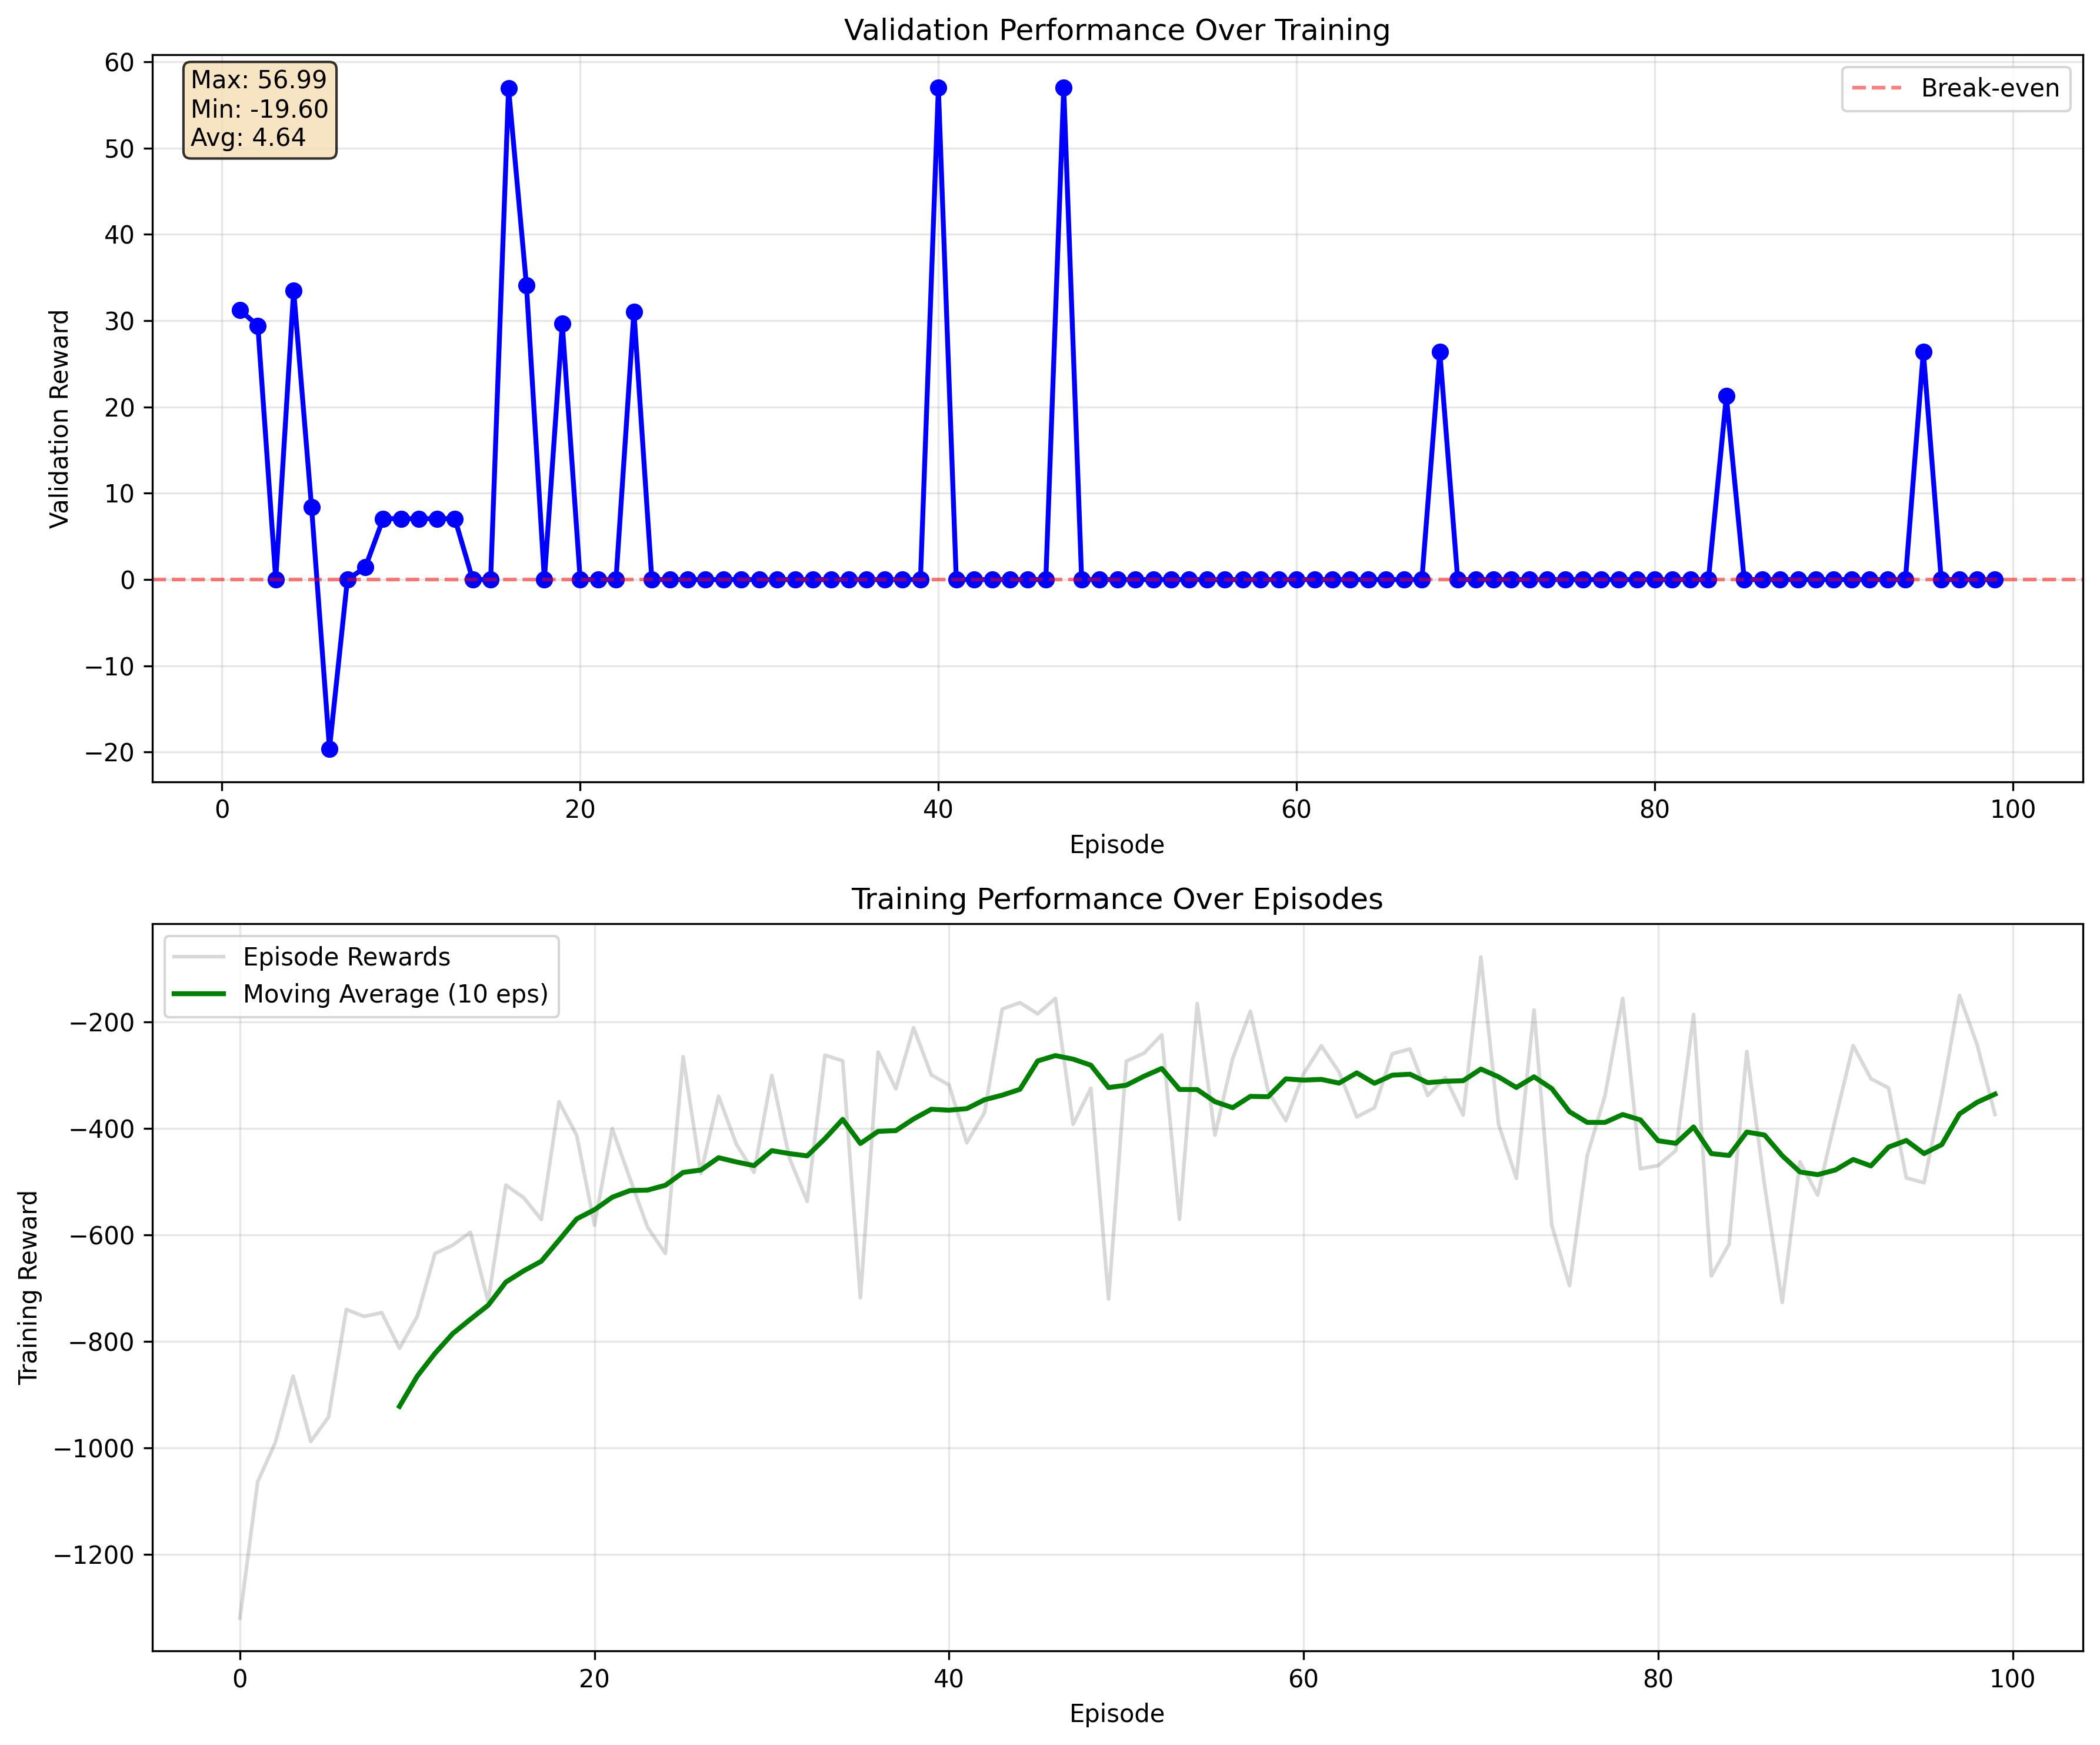 Validation Performance Over Training
Max: 56.99
Min: -19.60
Avg: 4.64
Break-even
60
50
40
30
20
10
0
−10
−20
Validation Reward
0 20 40 60 80 100
Episode
Training Performance Over Episodes
Episode Rewards
Moving Average (10 eps)
−200
−400
−600
−800
−1000
−1200
Training Reward
0 20 40 60 80 100
Episode